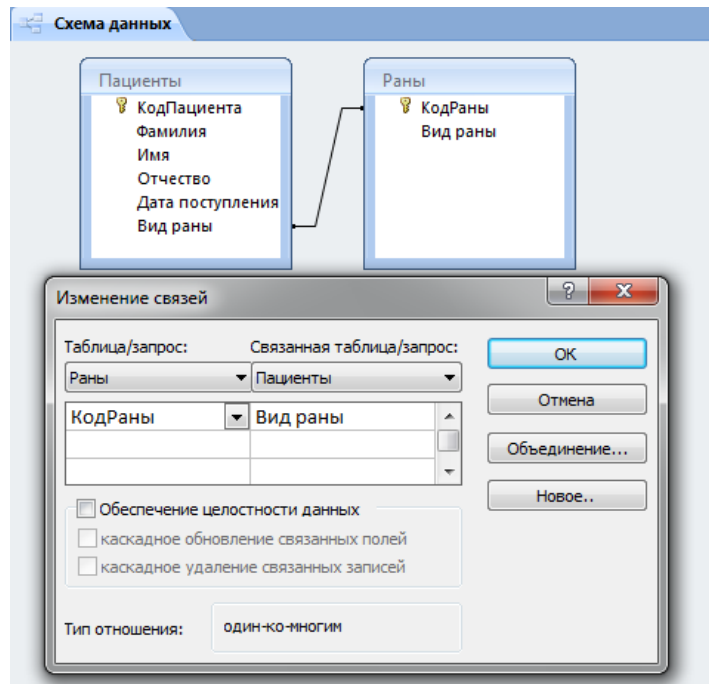 Схема данных
Пациенты
КодПациента
Фамилия
Имя
Отчество
Дата поступления
Вид раны
Раны
КодРаны
Вид раны
Изменение связей
?
Таблица/запрос: Связанная таблица/запрос:
Раны Пациенты
КодРаны Вид раны
Обеспечение целостности данных
каскадное обновление связанных полей
каскадное удаление связанных записей
Тип отношения: один-ко-многим
ОК
Отмена
Объединение...
Новое..